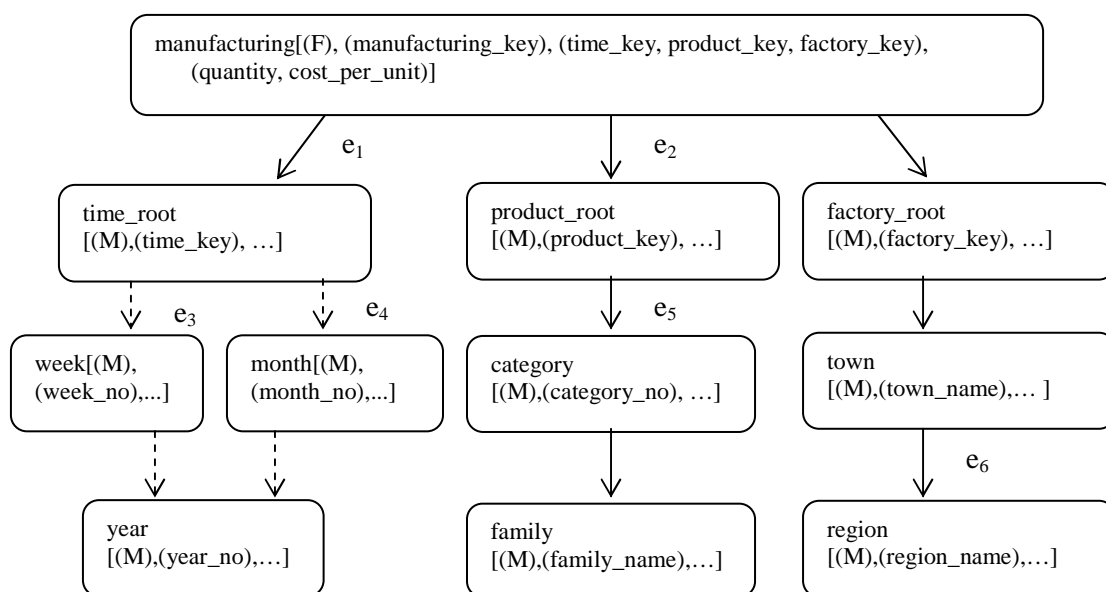 manufacturing[(F), (manufacturing_key), (time_key, product_key, factory_key),
(quantity, cost_per_unit)]
e1
e2
time_root
[(M),(time_key), …]
product_root
[(M),(product_key), …]
factory_root
[(M),(factory_key), …]
e3
e4
e5
week[(M),
(week_no),...]
month[(M),
(month_no),...]
category
[(M),(category_no), …]
town
[(M),(town_name),… ]
e6
year
[(M),(year_no),…]
family
[(M),(family_name),…]
region
[(M),(region_name),…]